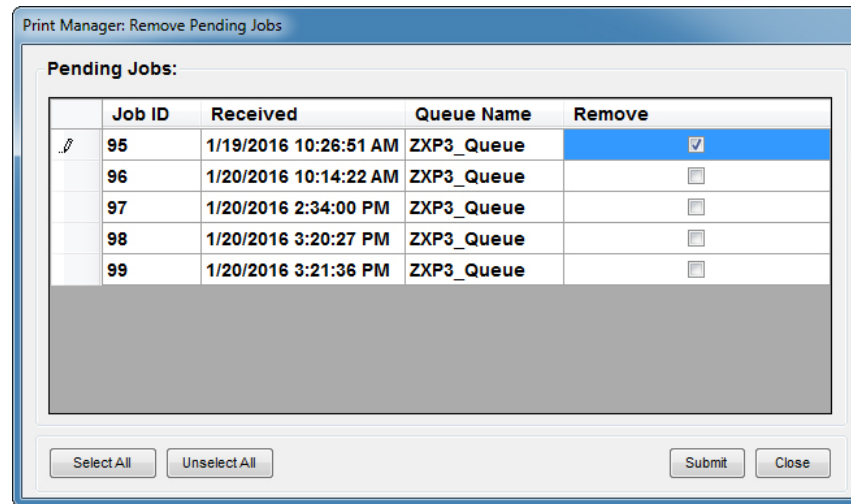 Print Manager: Remove Pending Jobs
Pending Jobs:
Job ID Received Queue Name Remove
95 1/19/2016 10:26:51 AM ZXP3_Queue
96 1/20/2016 10:14:22 AM ZXP3_Queue
97 1/20/2016 2:34:00 PM ZXP3_Queue
98 1/20/2016 3:20:27 PM ZXP3_Queue
99 1/20/2016 3:21:36 PM ZXP3_Queue
Select All Unselect All Submit Close